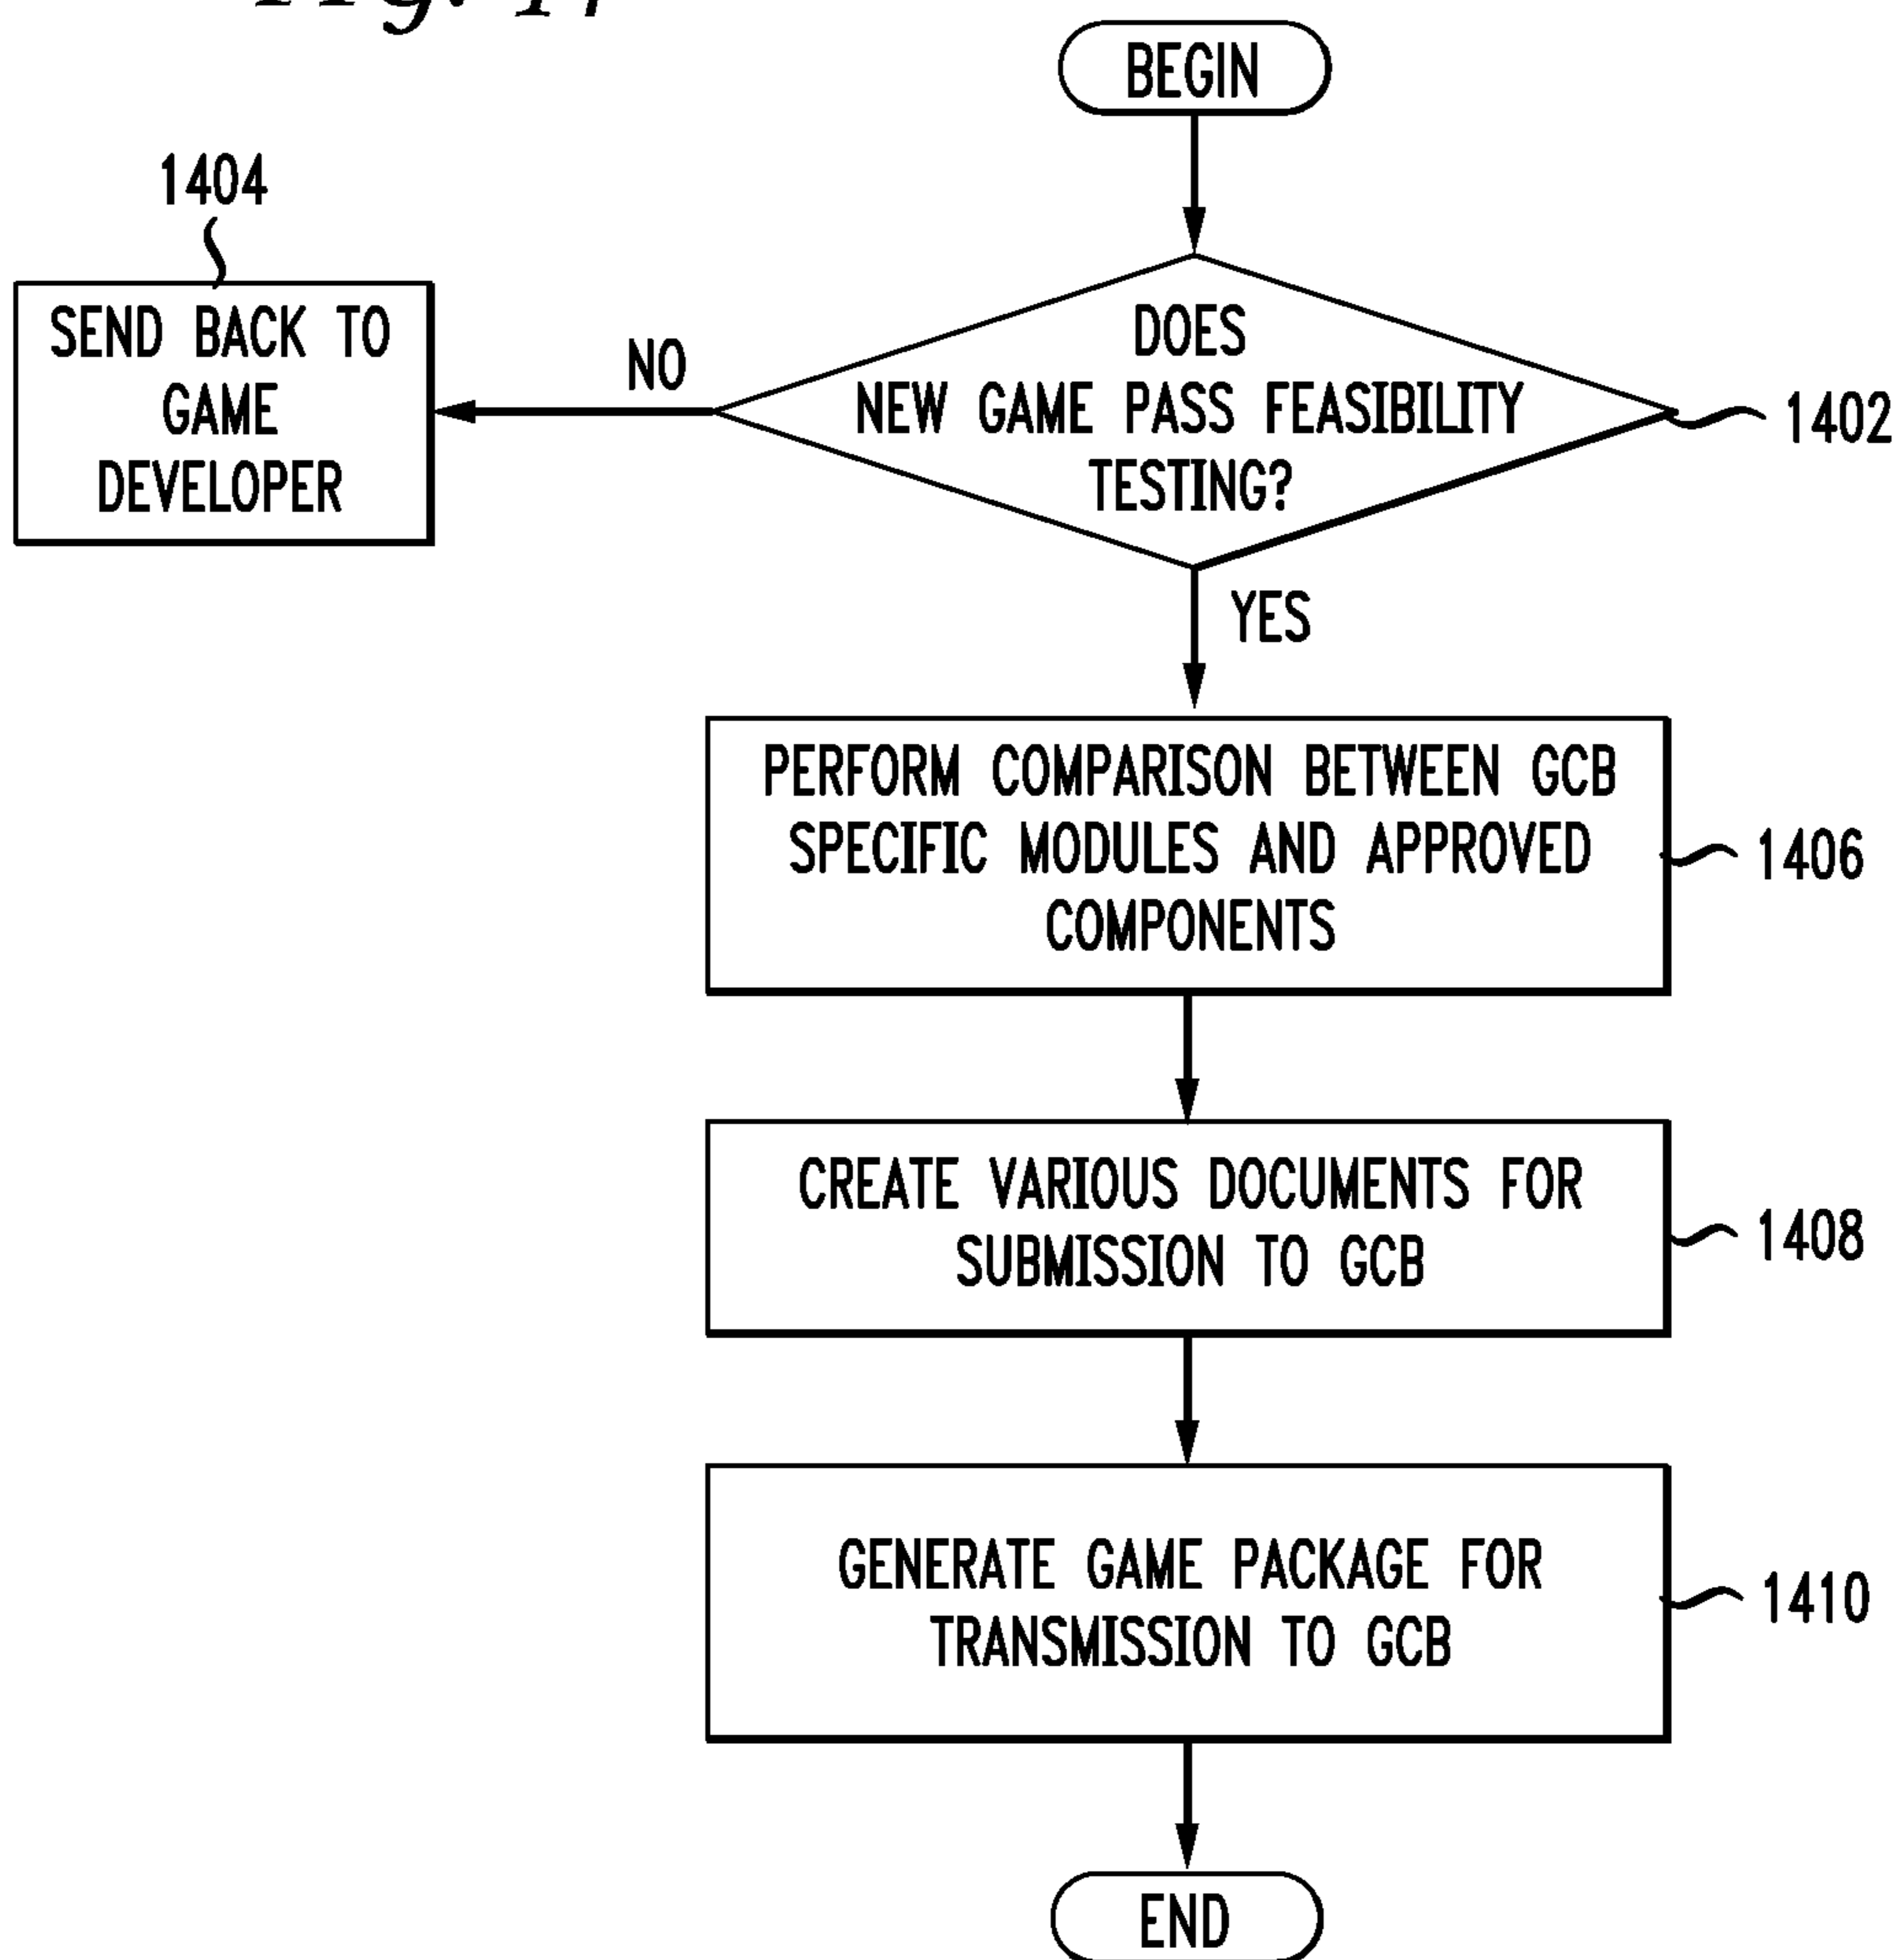 Fig. 14
BEGIN
1404
SEND BACK TO
GAME
DEVELOPER
NO
DOES
NEW GAME PASS FEASIBILITY
TESTING?
1402
YES
PERFORM COMPARISON BETWEEN GCB
SPECIFIC MODULES AND APPROVED
COMPONENTS
1406
CREATE VARIOUS DOCUMENTS FOR
SUBMISSION TO GCB
1408
GENERATE GAME PACKAGE FOR
TRANSMISSION TO GCB
1410
END